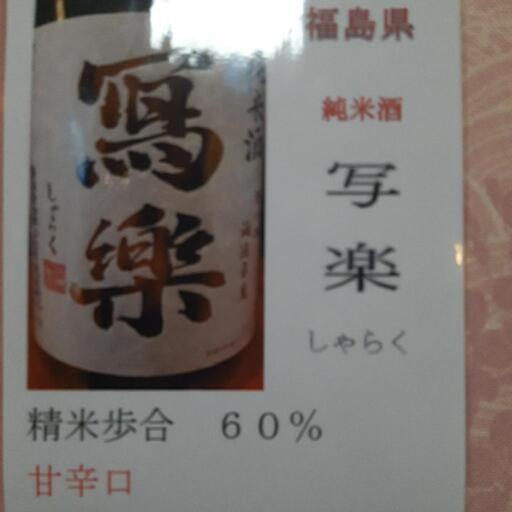 福島県
純米酒
写楽
しゃらく
寫樂
しゃらく
精米歩合 60%
甘辛口